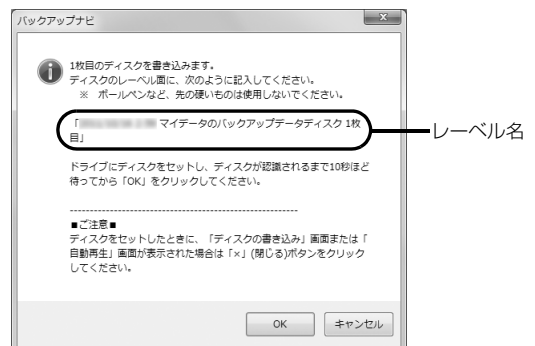 バックアップナビ
1枚目のディスクを書き込みます。
ディスクのレーベル面に、次のように記入してください。
※ ボールペンなど、先の硬いものは使用しないでください。
「 マイデータのバックアップデータディスク 1枚
目」
レーベル名
ドライブにディスクをセットし、ディスクが認識されるまで10秒ほど
待ってから「OK」をクリックしてください。
----------------------------------------------------------
■ご注意■
ディスクをセットしたときに、「ディスクの書き込み」画面または「
自動再生」画面が表示された場合は「×」(閉じる)ボタンをクリック
してください。
OK
キャンセル